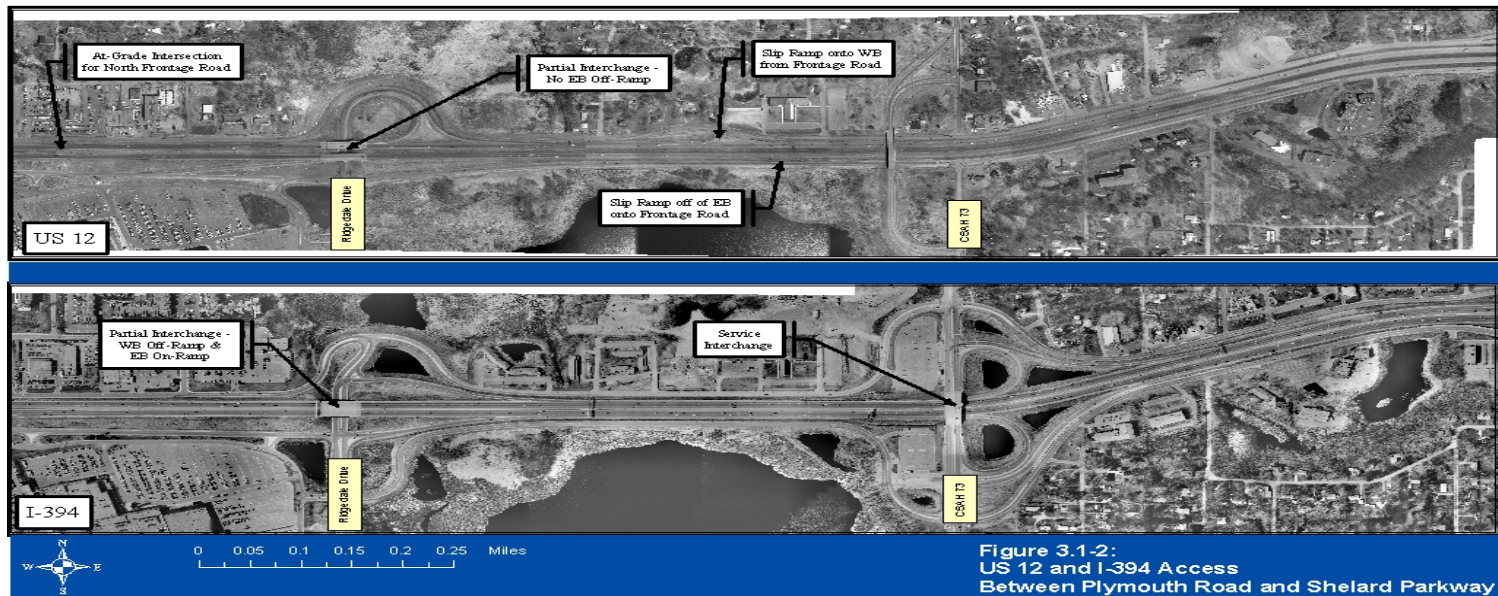 At-Grade Intersection
for North Frontage Road
Partial Interchange -
No EB Off-Ramp
Slip Ramp onto WB
from Frontage Road
Slip Ramp off of EB
onto Frontage Road
Ridgedale Drive
CSAH 73
US 12
Partial Interchange -
WB Off-Ramp &
EB On-Ramp
Service
Interchange
Ridgedale Drive
CSAH 73
I-394
N
W E
S
0 0.05 0.1 0.15 0.2 0.25 Miles
Figure 3.1-2:
US 12 and I-394 Access
Between Plymouth Road and Shelard Parkway